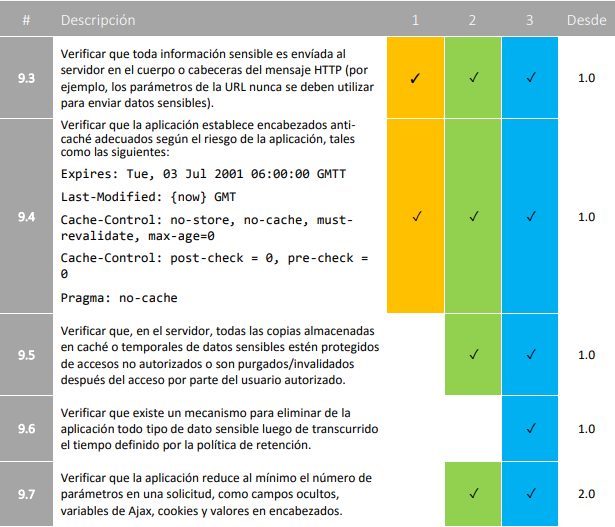 # Descripción 1 2 3 Desde
Verificar que toda información sensible es envíada al
servidor en el cuerpo o cabeceras del mensaje HTTP (por
9.3 ✓ ✓ ✓ 1.0
ejemplo, los parámetros de la URL nunca se deben utilizar
para enviar datos sensibles).
Verificar que la aplicación establece encabezados anti-
caché adecuados según el riesgo de la aplicación, tales
como las siguientes:
Expires: Tue, 03 Jul 2001 06:00:00 GMTT
Last-Modified: {now} GMT
9.4 ✓ ✓ ✓ 1.0
Cache-Control: no-store, no-cache, must-
revalidate, max-age=0
Cache-Control: post-check = 0, pre-check =
0
Pragma: no-cache
Verificar que, en el servidor, todas las copias almacenadas
en caché o temporales de datos sensibles estén protegidos
9.5 ✓ ✓ 1.0
de accesos no autorizados o son purgados/invalidados
después del acceso por parte del usuario autorizado.
Verificar que existe un mecanismo para eliminar de la
9.6 aplicación todo tipo de dato sensible luego de transcurrido ✓ 1.0
el tiempo definido por la política de retención.
Verificar que la aplicación reduce al mínimo el número de
9.7 parámetros en una solicitud, como campos ocultos, ✓ ✓ 2.0
variables de Ajax, cookies y valores en encabezados.